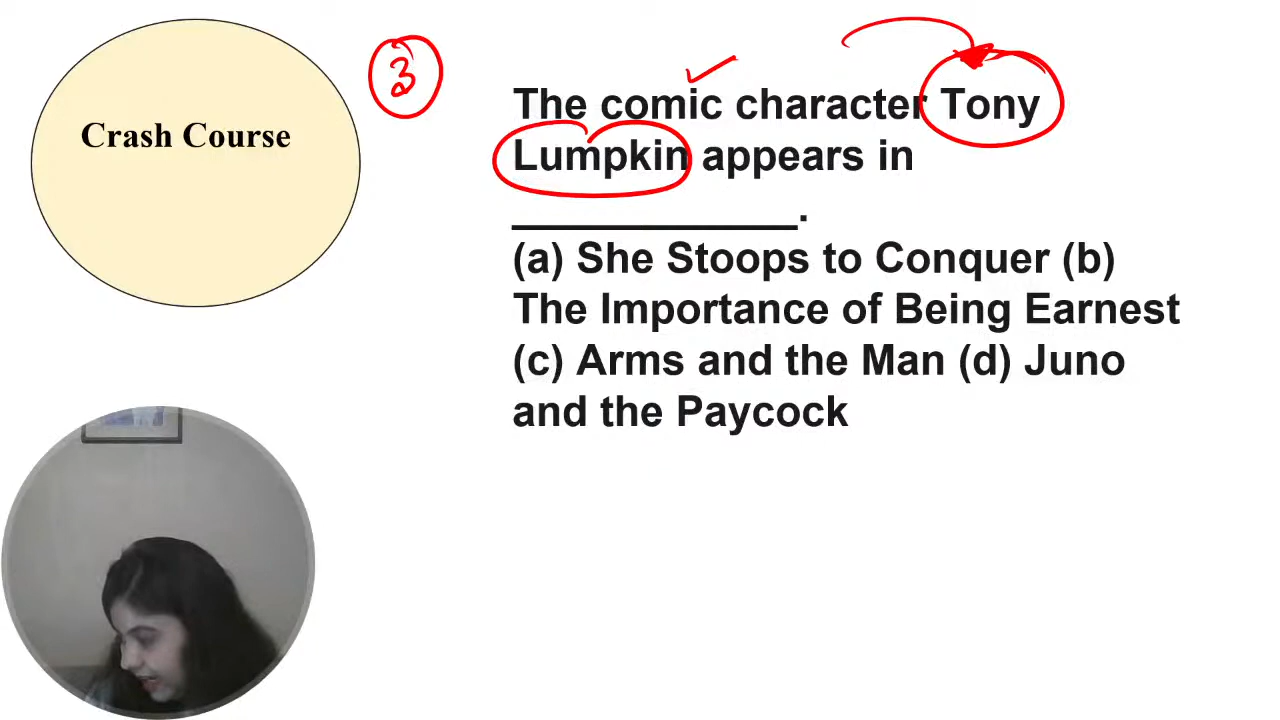 Crash Course
3
The comic character Tony
Lumpkin appears in
____________.
(a) She Stoops to Conquer (b)
The Importance of Being Earnest
(c) Arms and the Man (d) Juno
and the Paycock